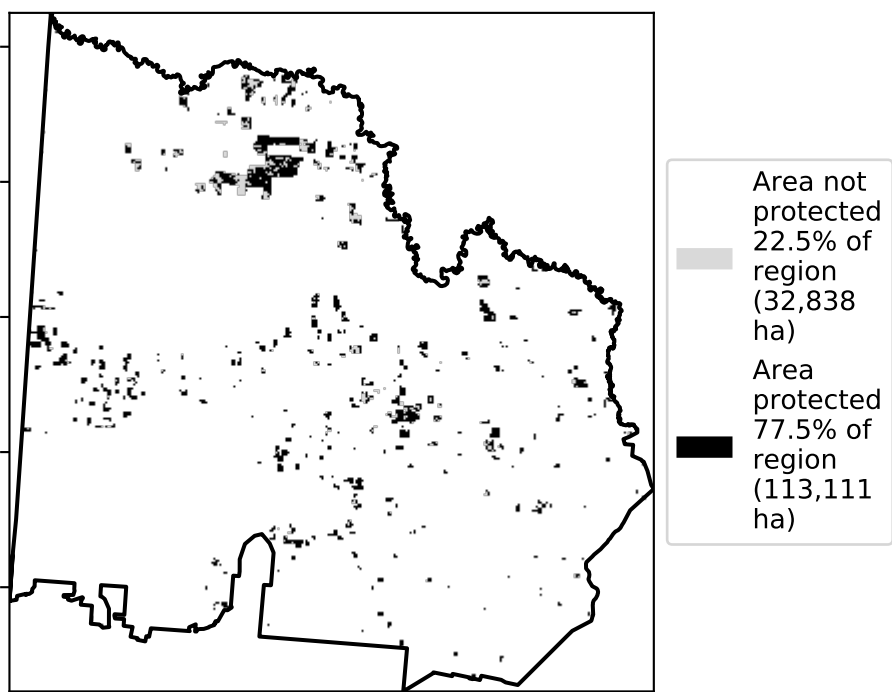 Area not
protected
22.5% of
region
(32,838
ha)
Area
protected
77.5% of
region
(113,111
ha)